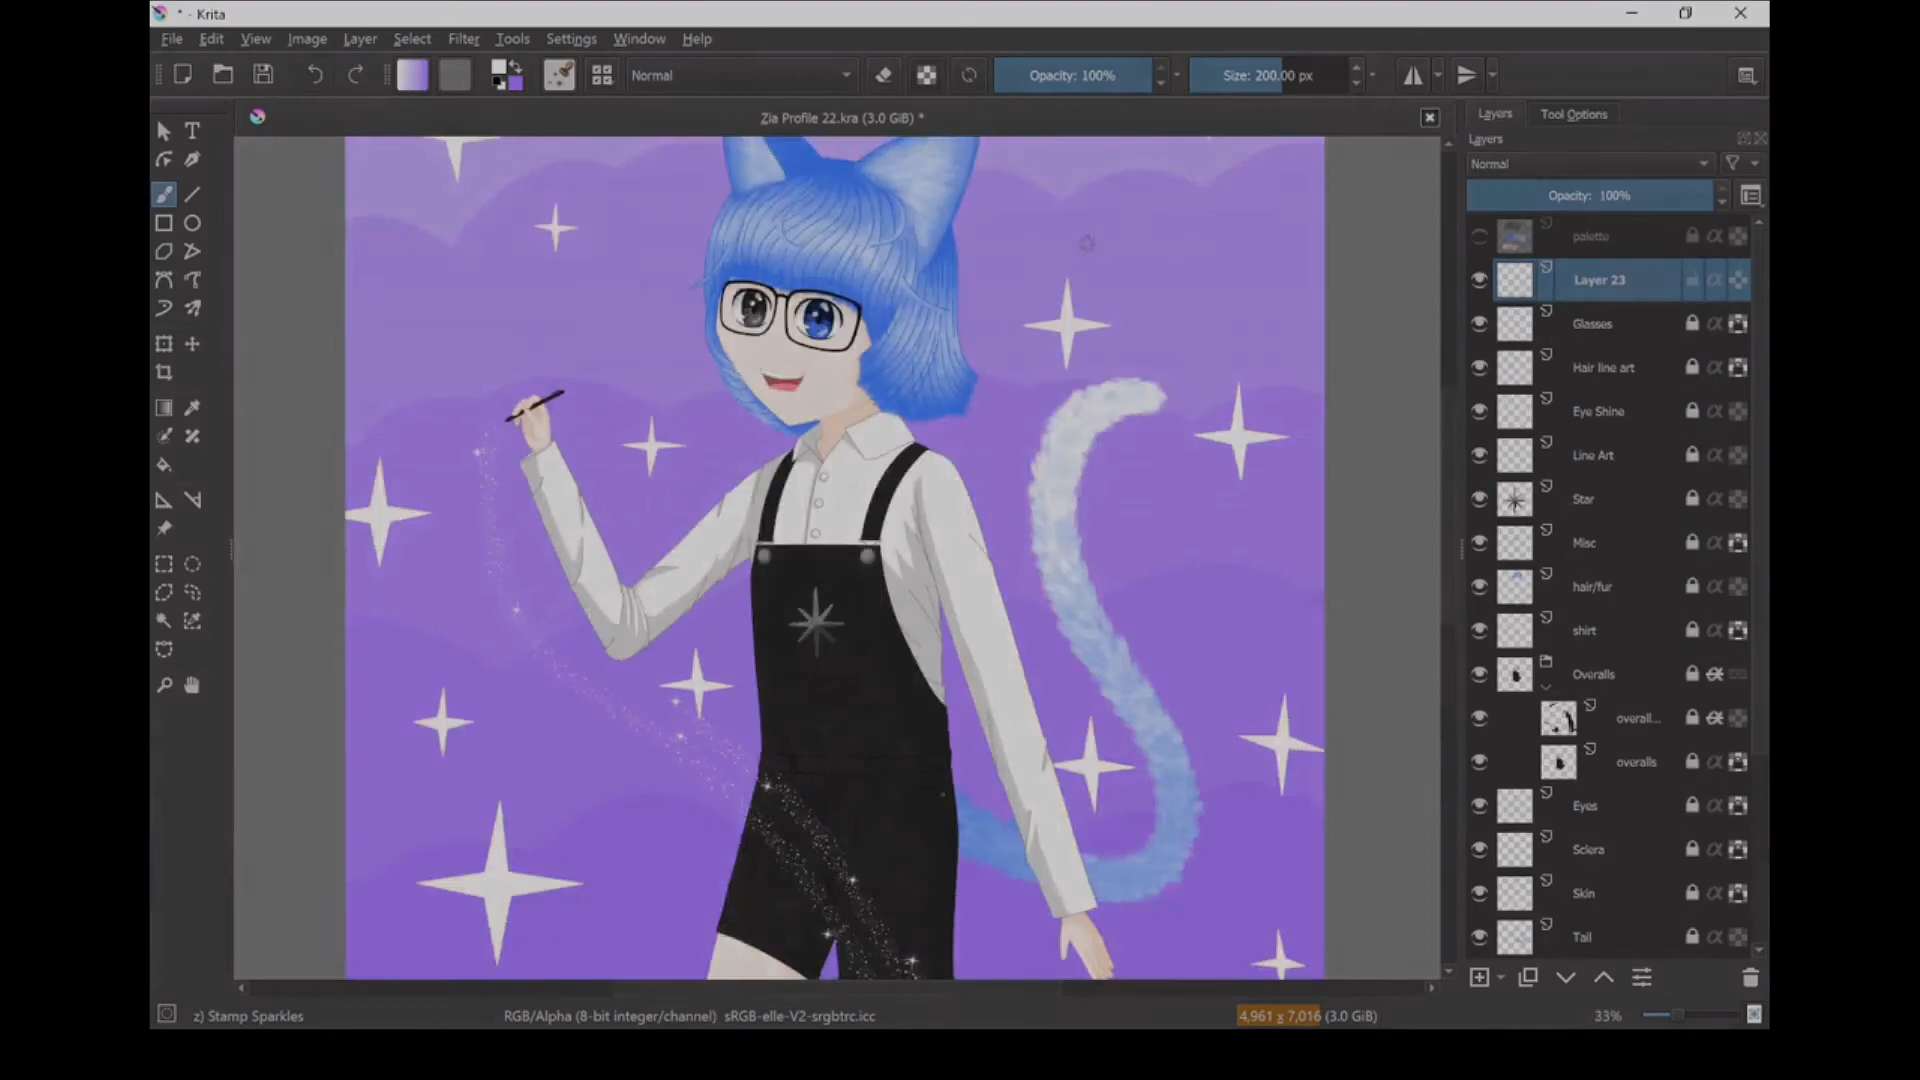 * - Krita
File Edit View Image Layer Select Filter Tools Settings Window Help
Normal Opacity: 100% Size: 200.00 px
Zia Profile 22.kra (3.0 GiB) *
Layers Tool Options
Layers
Normal
Opacity: 100%
palette
Layer 23
Glasses
Hair line art
Eye Shine
Line Art
Star
Misc
hair/fur
shirt
Overalls
overall...
overalls
Eyes
Sclera
Skin
Tail
z) Stamp Sparkles RGB/Alpha (8-bit integer/channel) sRGB-elle-V2-srgbtrc.icc 4,961 x 7,016 (3.0 GiB) 33%